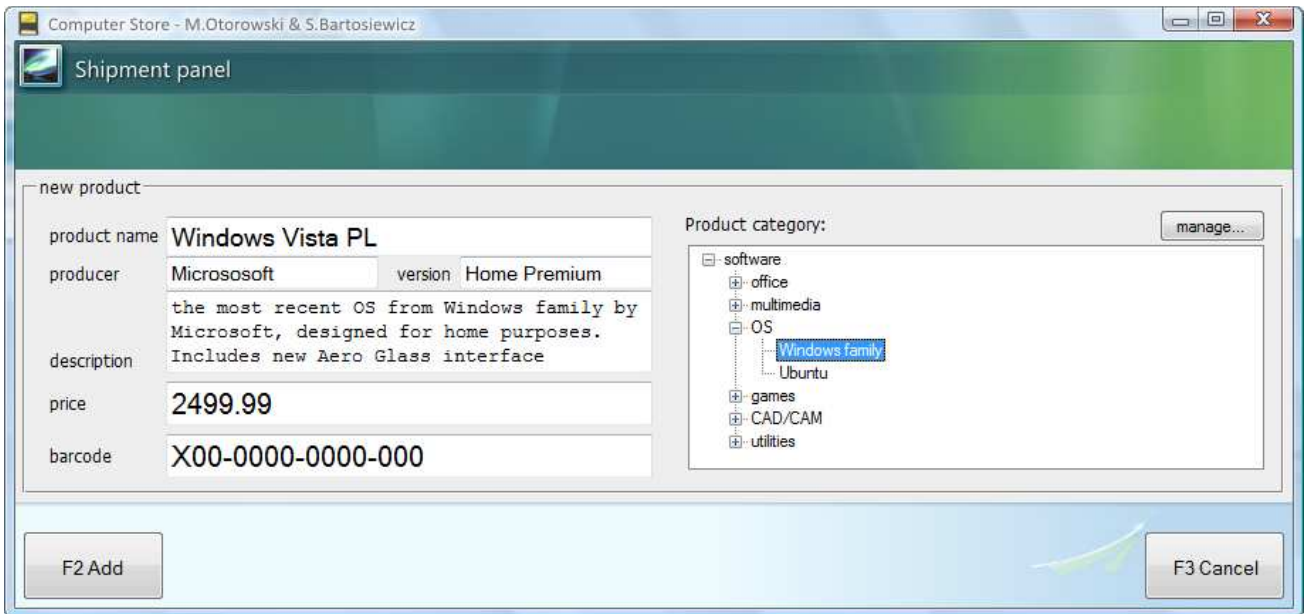 Computer Store - M.Otorowski & S.Bartosiewicz
Shipment panel
new product
product name Windows Vista PL
producer Micrososoft version Home Premium
description
the most recent OS from Windows family by
Microsoft, designed for home purposes.
Includes new Aero Glass interface
price 2499.99
barcode X00-0000-0000-000
Product category:
manage...
software
office
multimedia
OS
Windows family
Ubuntu
games
CAD/CAM
utilities
F2 Add
F3 Cancel